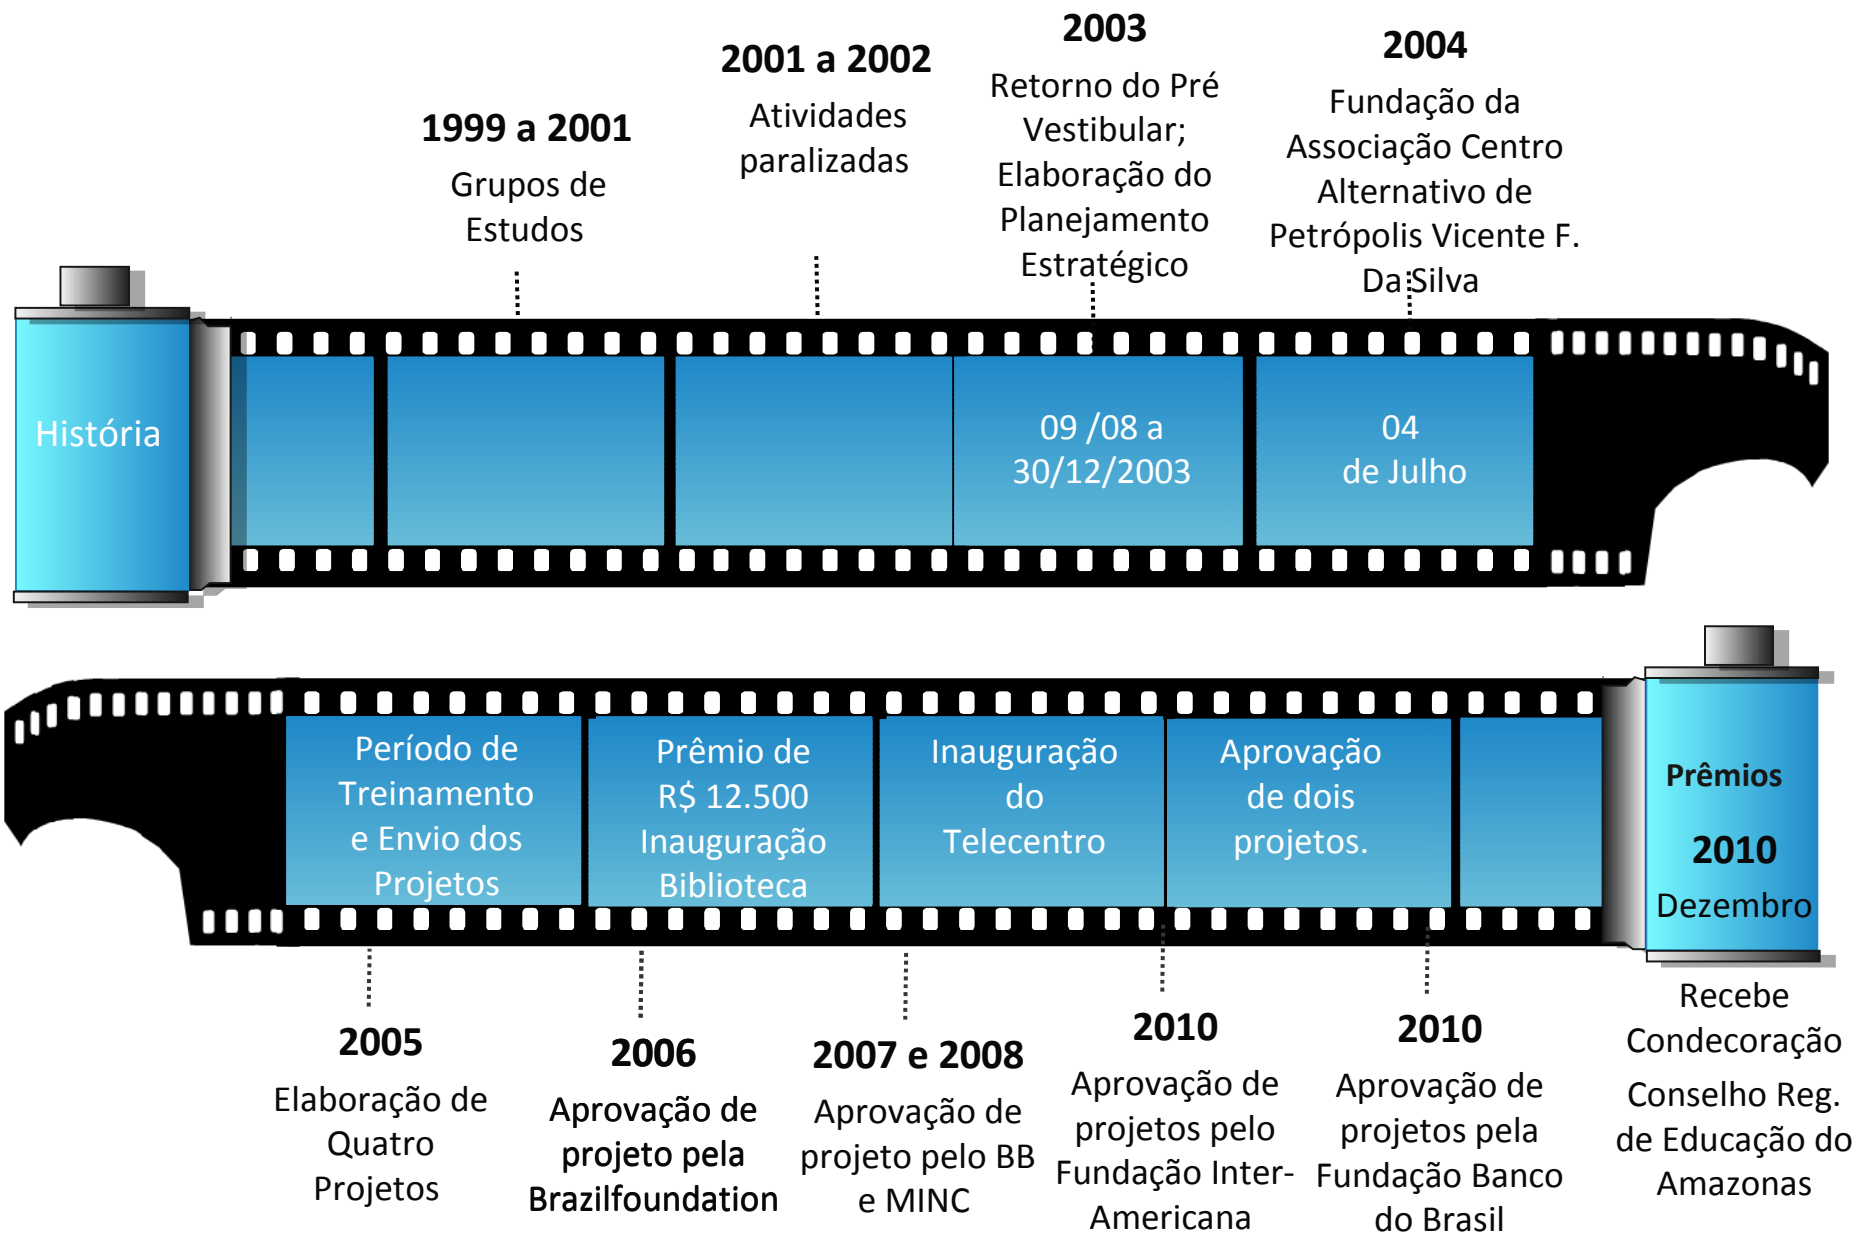 História
1999 a 2001
Grupos de
Estudos
2001 a 2002
Atividades
paralizadas
2003
Retorno do Pré
Vestibular;
Elaboração do
Planejamento
Estratégico
09 /08 a
30/12/2003
2004
Fundação da
Associação Centro
Alternativo de
Petrópolis Vicente F.
Da Silva
04
de Julho
Período de
Treinamento
e Envio dos
Projetos
2005
Elaboração de
Quatro
Projetos
Prêmio de
R$ 12.500
Inauguração
Biblioteca
2006
Aprovação de
projeto pela
Brazilfoundation
Inauguração
do
Telecentro
2007 e 2008
Aprovação de
projeto pelo BB
e MINC
Aprovação
de dois
projetos.
2010
Aprovação de
projetos pelo
Fundação Inter-
Americana
2010
Aprovação de
projetos pela
Fundação Banco
do Brasil
Prêmios
2010
Dezembro
Recebe
Condecoração
Conselho Reg.
de Educação do
Amazonas